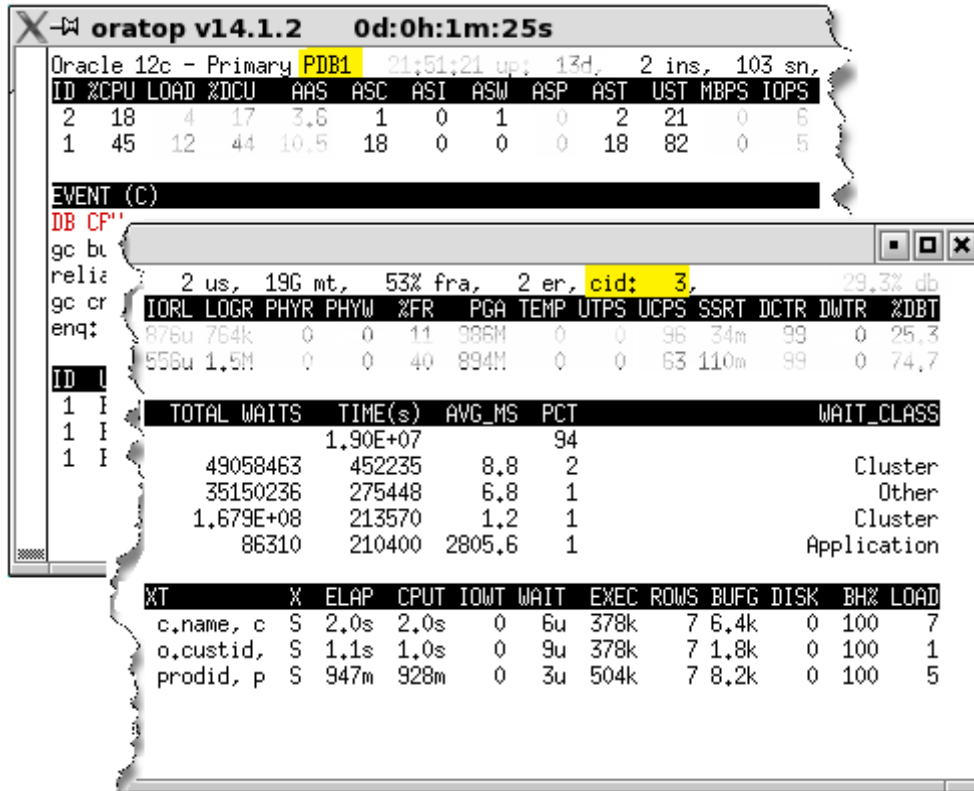 oratop v14.1.2 0d:0h:1m:25s
Oracle 12c - Primary PDB1 21:51:21 up: 13d, 2 ins, 103 sn,
ID %CPU LOAD %DCU AAS ASC ASI ASW ASP AST UST MBPS IOPS
2 18 4 17 3.6 1 0 1 0 2 21 0 6
1 45 12 44 10.5 18 0 0 0 18 82 0 5
EVENT (C)
DB CPU
gc bu
relia
gc cr
enq:
ID
1
1
1
2 us, 19G mt, 53% fra, 2 er, cid: 3, 29.3% db
IORL LOGR PHYR PHYW %FR PGA TEMP UTPS UCPS SSRT DCTR DWTR %DBT
876u 764k 0 0 11 986M 0 0 96 34m 99 0 25.3
556u 1.5M 0 0 40 894M 0 0 63 110m 99 0 74.7
TOTAL WAITS TIME(s) AVG_MS PCT WAIT_CLASS
1.90E+07 94
49058463 452235 8.8 2 Cluster
35150236 275448 6.8 1 Other
1.679E+08 213570 1.2 1 Cluster
86310 210400 2805.6 1 Application
XT X ELAP CPUT IOWT WAIT EXEC ROWS BUFG DISK BH% LOAD
c.name, c S 2.0s 2.0s 0 6u 378k 7 6.4k 0 100 7
o.custid, S 1.1s 1.0s 0 9u 378k 7 1.8k 0 100 1
prodid, p S 947m 928m 0 3u 504k 7 8.2k 0 100 5